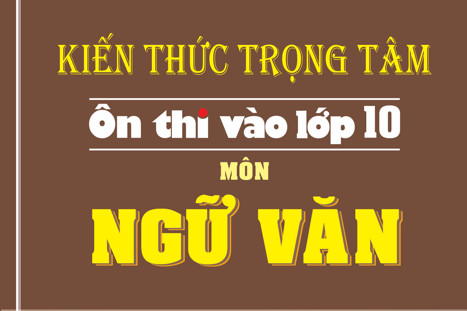 KIẾN THỨC TRỌNG TÂM
Ôn thi vào lớp 10
MÔN
NGỮ VĂN